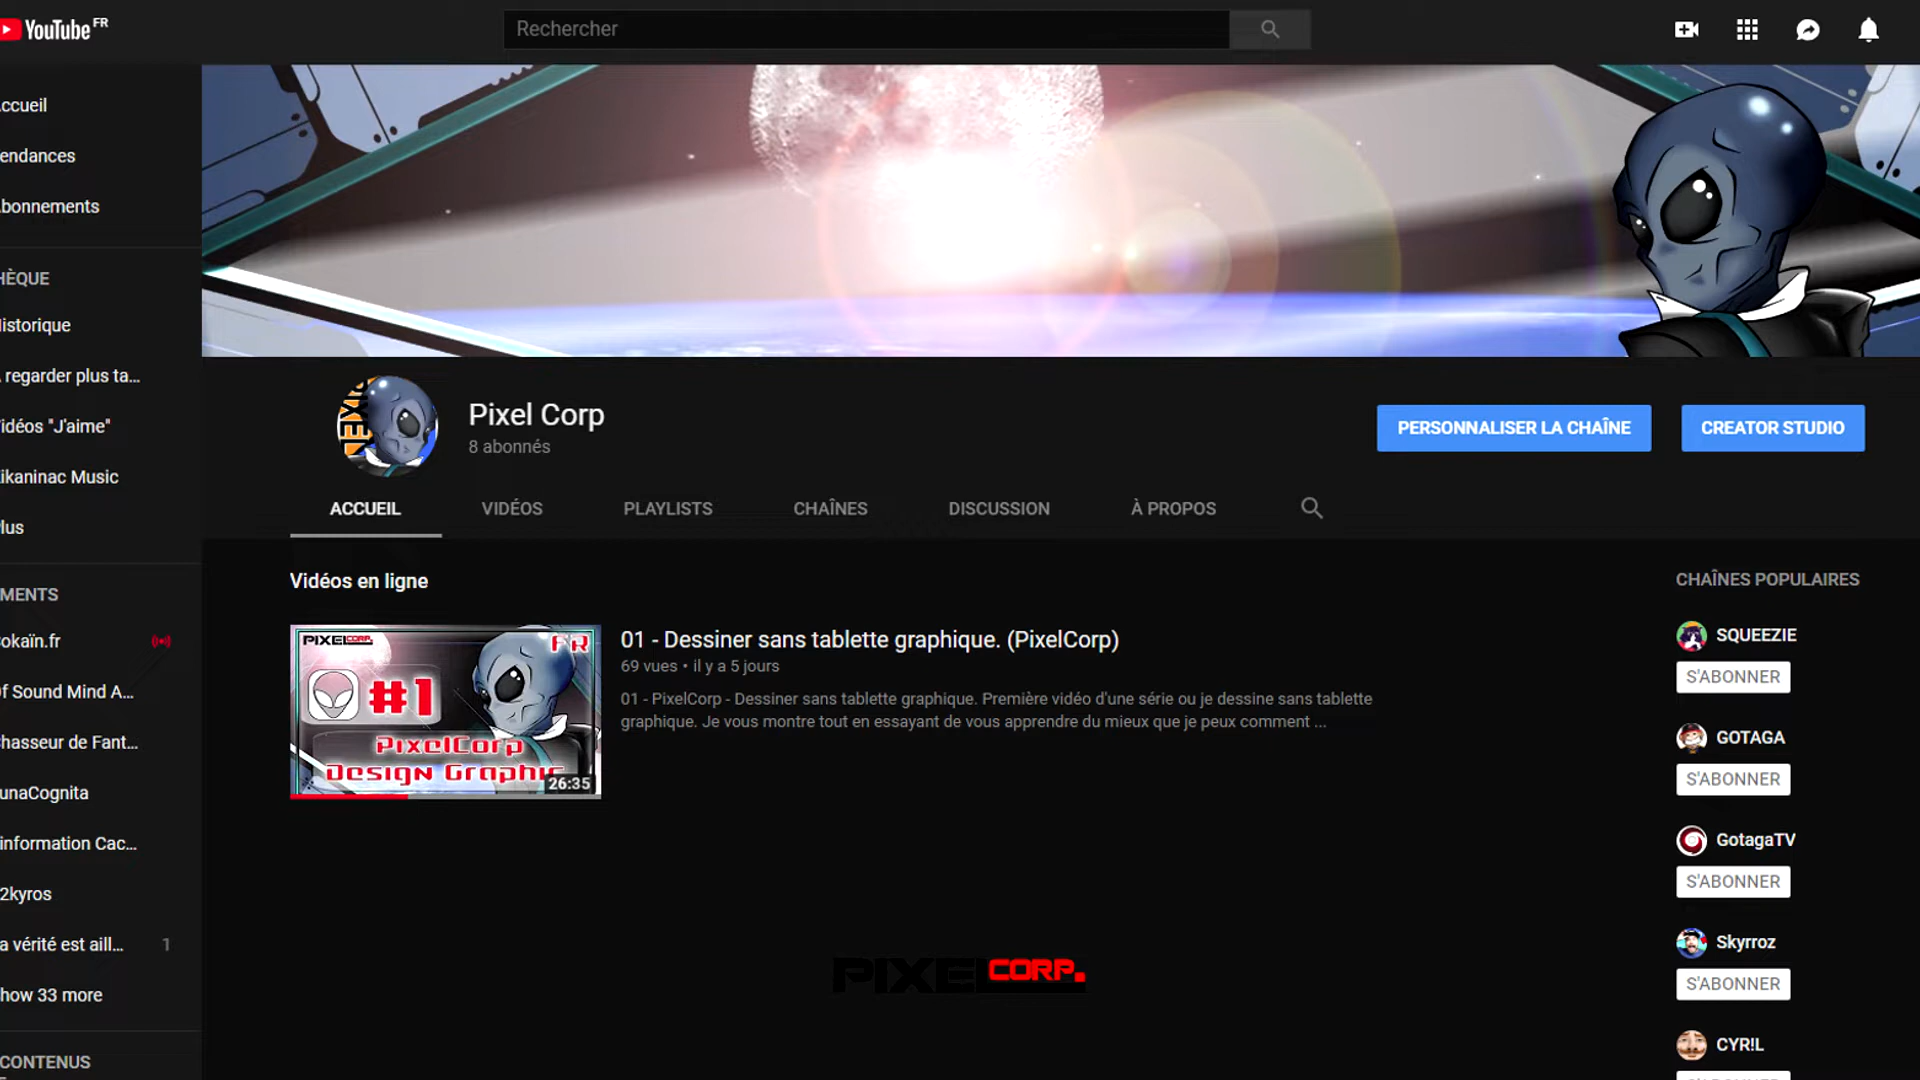 YouTube FR
Rechercher
ccueil
endances
bonnements
HÈQUE
istorique
regarder plus ta...
idéos "J'aime"
ikaninac Music
lus
MENTS
okaïn.fr
f Sound Mind A...
hasseur de Fant...
unaCognita
information Cac...
2kyros
a vérité est aill...
1
how 33 more
CONTENUS
Pixel Corp
8 abonnés
PERSONNALISER LA CHAÎNE
CREATOR STUDIO
ACCUEIL
VIDÉOS
PLAYLISTS
CHAÎNES
DISCUSSION
À PROPOS
Vidéos en ligne
PIXELCORP.
FR
#1
PixelCorp
Design Graphic
26:35
01 - Dessiner sans tablette graphique. (PixelCorp)
69 vues • il y a 5 jours
01 - PixelCorp - Dessiner sans tablette graphique. Première vidéo d'une série ou je dessine sans tablette
graphique. Je vous montre tout en essayant de vous apprendre du mieux que je peux comment ...
PIXELCORP.
CHAÎNES POPULAIRES
SQUEEZIE
S'ABONNER
GOTAGA
S'ABONNER
GotagaTV
S'ABONNER
Skyrroz
S'ABONNER
CYR!L